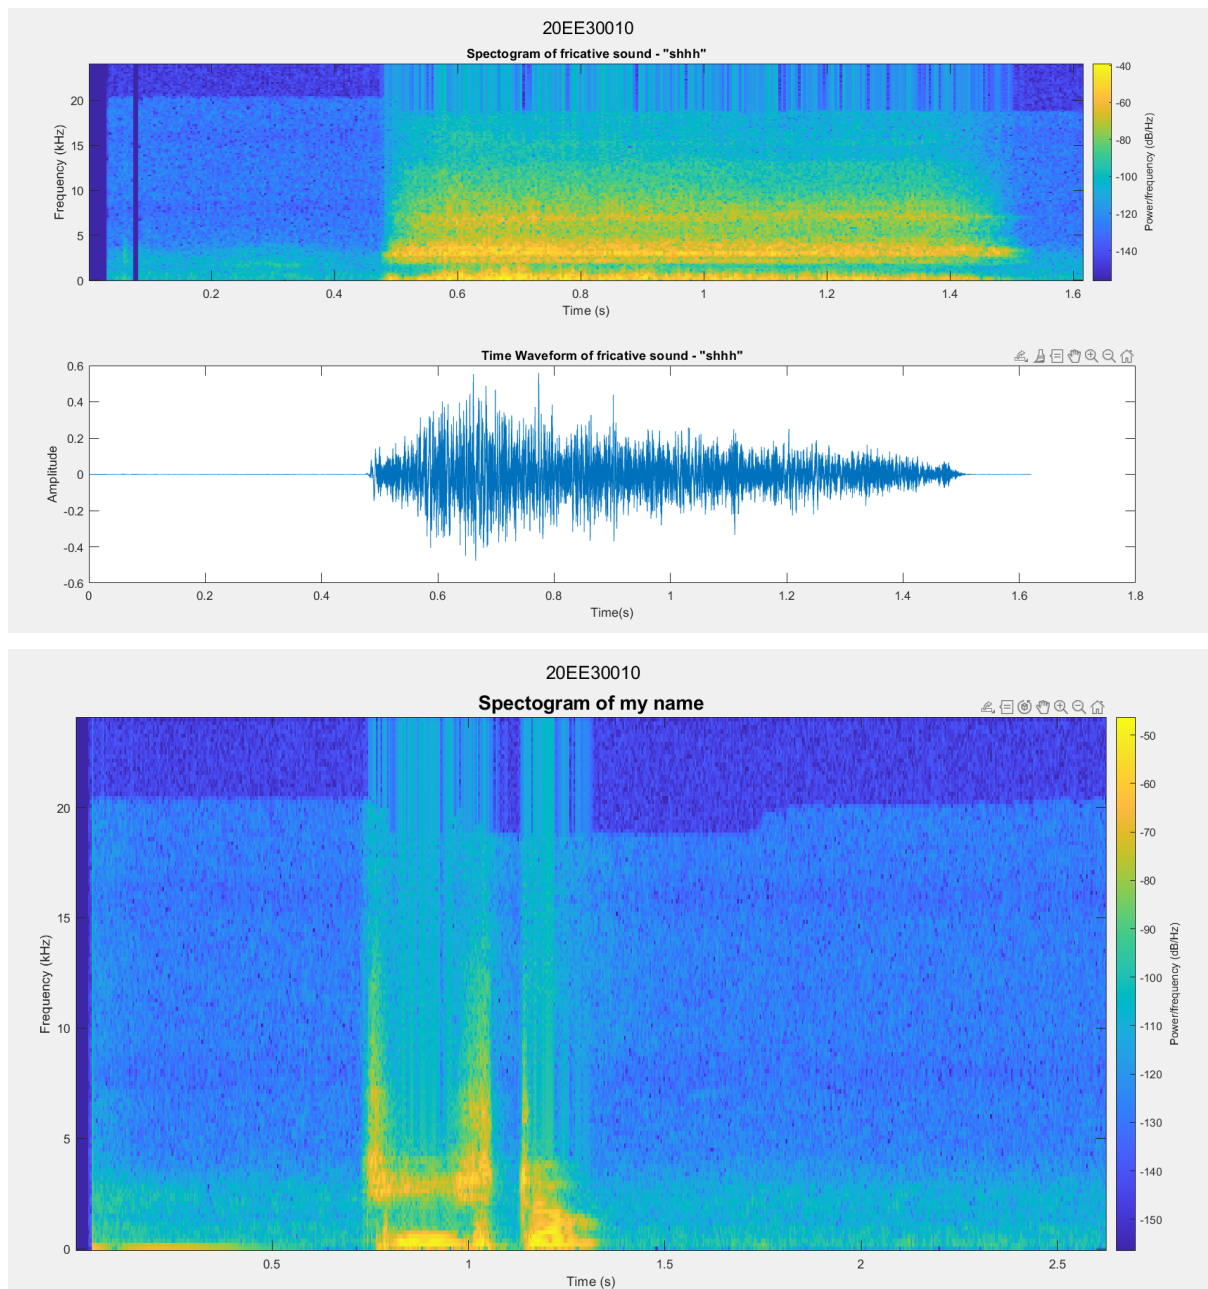 20EE30010
Spectogram of fricative sound - "shhh"
20
15
10
5
0
Frequency (kHz)
0.2 0.4 0.6 0.8 1 1.2 1.4 1.6
Time (s)
-40
-60
-80
-100
-120
-140
Power/frequency (dB/Hz)
Time Waveform of fricative sound - "shhh"
0.6
0.4
0.2
0
-0.2
-0.4
-0.6
Amplitude
0 0.2 0.4 0.6 0.8 1 1.2 1.4 1.6 1.8
Time(s)
20EE30010
Spectogram of my name
20
15
10
5
0
Frequency (kHz)
0.5 1 1.5 2 2.5
Time (s)
-50
-60
-70
-80
-90
-100
-110
-120
-130
-140
-150
Power/frequency (dB/Hz)